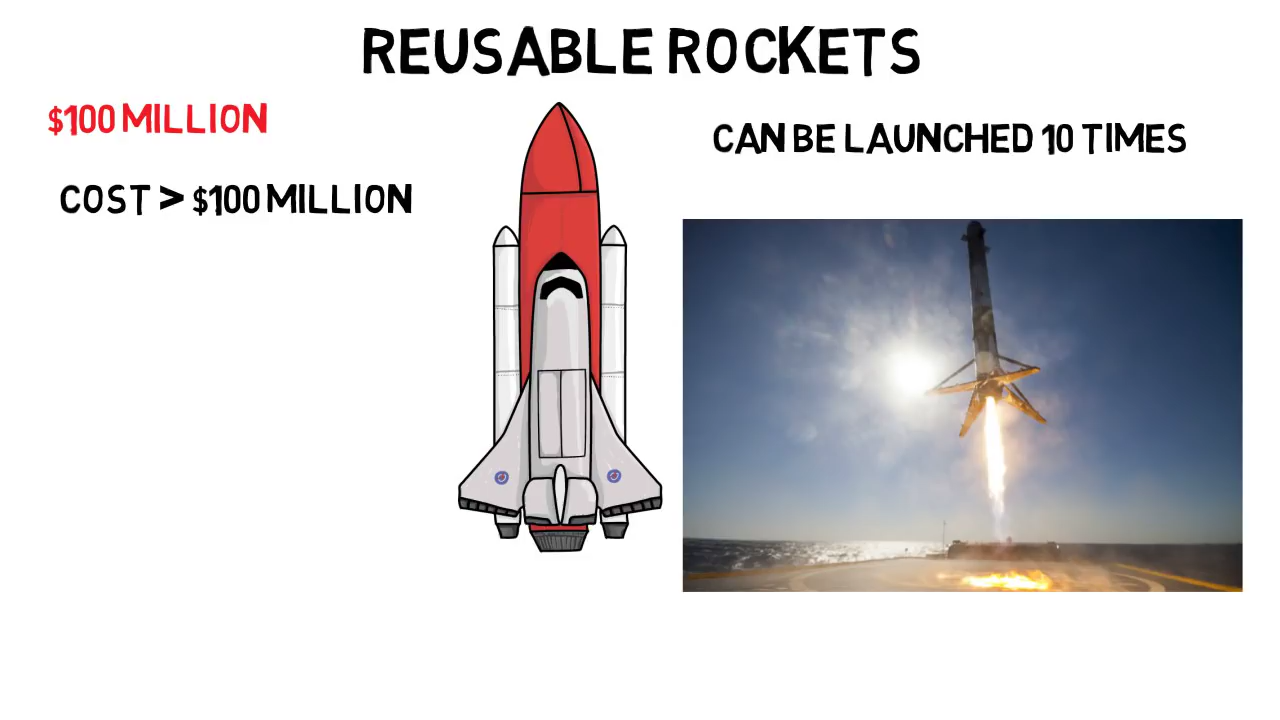 REUSABLE ROCKETS
$100 MILLION
COST > $100 MILLION
CAN BE LAUNCHED 10 TIMES